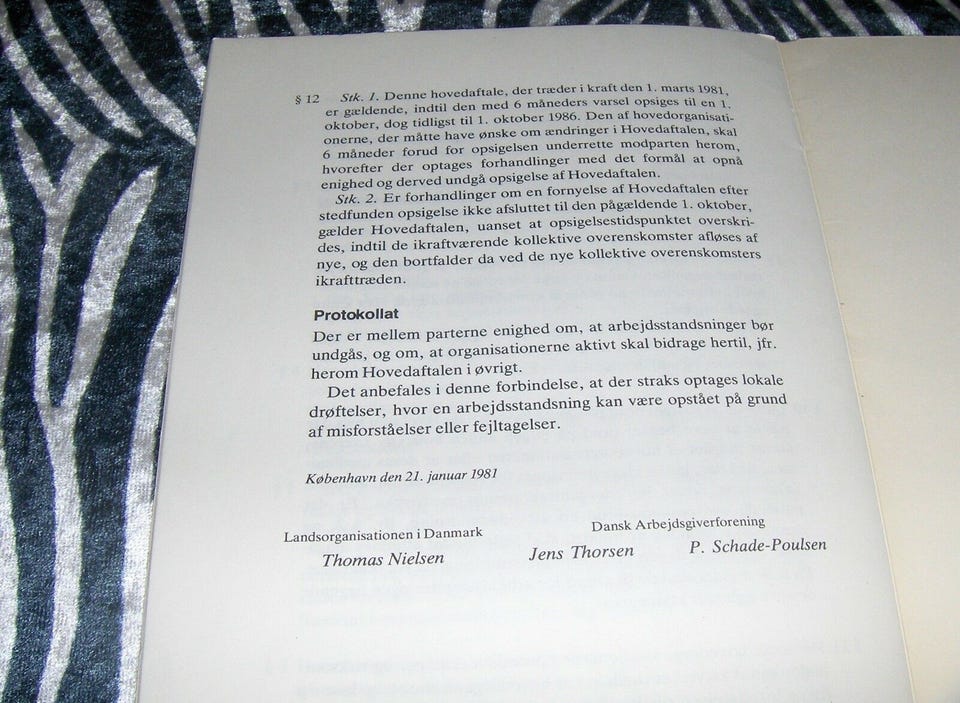 § 12 Stk. 1. Denne hovedaftale, der træder i kraft den 1. marts 1981,
er gældende, indtil den med 6 måneders varsel opsiges til en 1.
oktober, dog tidligst til 1. oktober 1986. Den af hovedorganisati-
onerne, der måtte have ønske om ændringer i Hovedaftalen, skal
6 måneder forud for opsigelsen underrette modparten herom,
hvorefter der optages forhandlinger med det formål at opnå
enighed og derved undgå opsigelse af Hovedaftalen.
Stk. 2. Er forhandlinger om en fornyelse af Hovedaftalen efter
stedfunden opsigelse ikke afsluttet til den pågældende 1. oktober,
gælder Hovedaftalen, uanset at opsigelsestidspunktet overskri-
des, indtil de ikraftværende kollektive overenskomster afløses af
nye, og den bortfalder da ved de nye kollektive overenskomsters
ikrafttræden.
Protokollat
Der er mellem parterne enighed om, at arbejdsstandsninger bør
undgås, og om, at organisationerne aktivt skal bidrage hertil, jfr.
herom Hovedaftalen i øvrigt.
Det anbefales i denne forbindelse, at der straks optages lokale
drøftelser, hvor en arbejdsstandsning kan være opstået på grund
af misforståelser eller fejltagelser.
København den 21. januar 1981
Landsorganisationen i Danmark
Thomas Nielsen
Dansk Arbejdsgiverforening
Jens Thorsen P. Schade-Poulsen